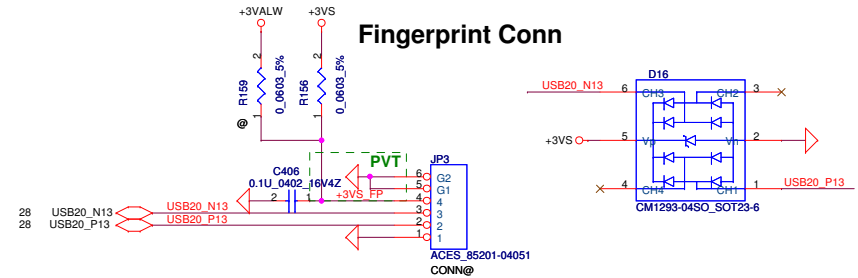 +3VALW
+3VS
Fingerprint Conn
2
2
R159
0_0603_5%
R156
0_0603_5%
1
1
@
PVT
JP3
C406
0.1U_0402_16V4Z
2
1
+3VS_FP
6
G2
5
G1
4
4
3
3
2
2
1
1
28
USB20_N13
USB20_N13
28
USB20_P13
USB20_P13
ACES_85201-04051
CONN@
D16
USB20_N13
6
CH3
CH2
3
+3VS
5
Vp
Vn
2
4
CH4
CH1
1
USB20_P13
CM1293-04SO_SOT23-6